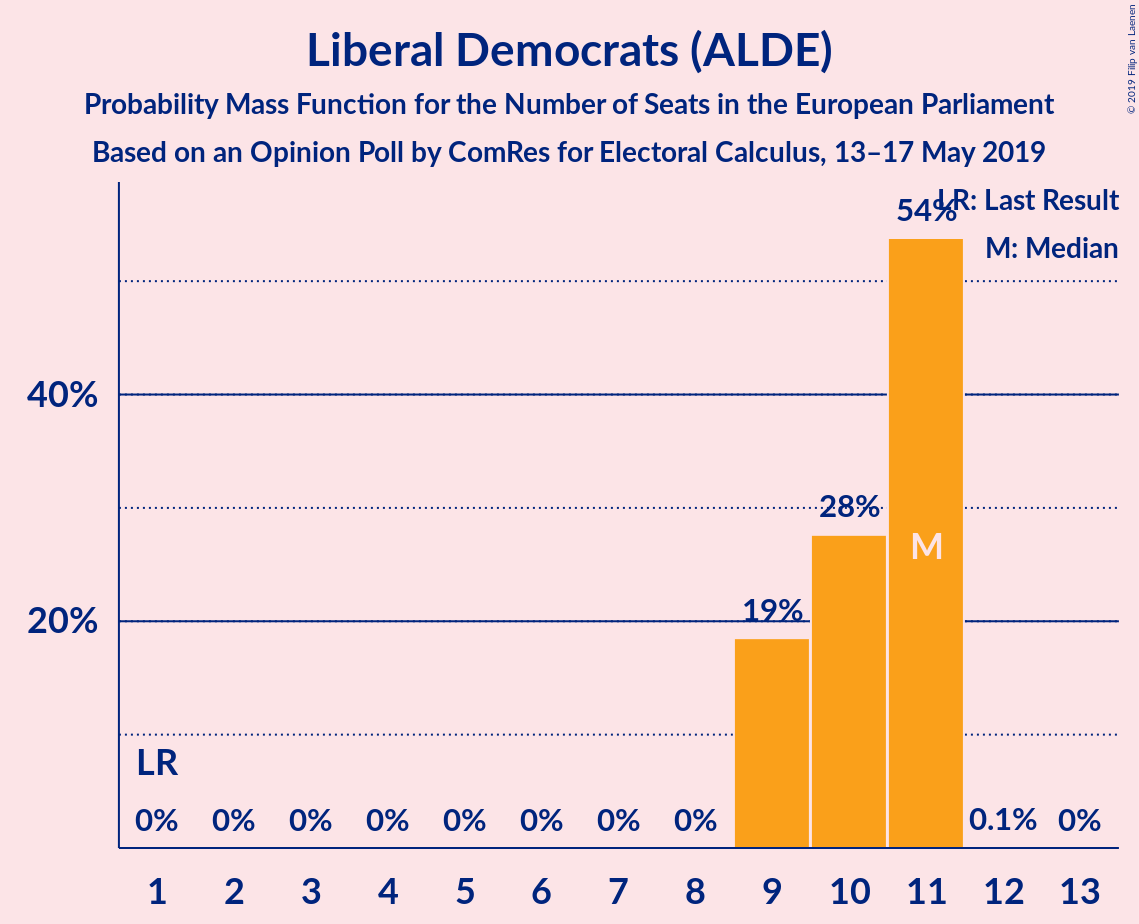 Liberal Democrats (ALDE)
Probability Mass Function for the Number of Seats in the European Parliament
Based on an Opinion Poll by ComRes for Electoral Calculus, 13–17 May 2019
© 2019 Filip van Laenen
LR: Last Result
M: Median
54%
40%
28%
M
20%
19%
LR
0% 0% 0% 0% 0% 0% 0% 0% 0.1% 0%
1 2 3 4 5 6 7 8 9 10 11 12 13